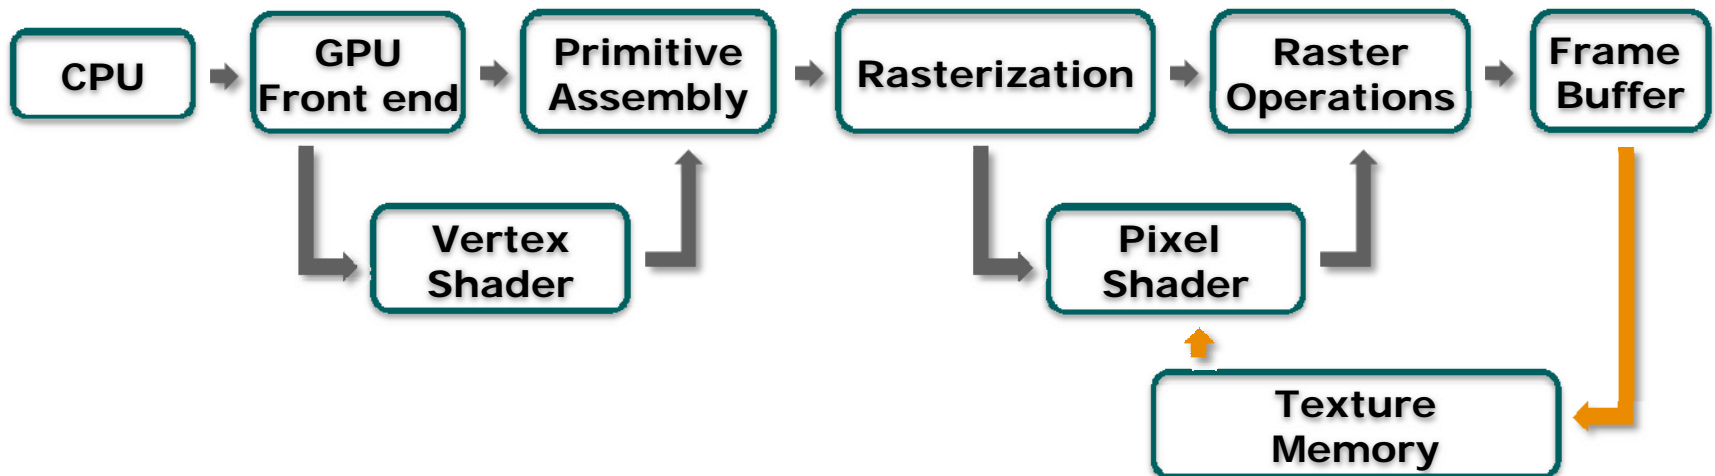 CPU
GPU
Front end
Primitive
Assembly
Rasterization
Raster
Operations
Frame
Buffer
Vertex
Shader
Pixel
Shader
Texture
Memory